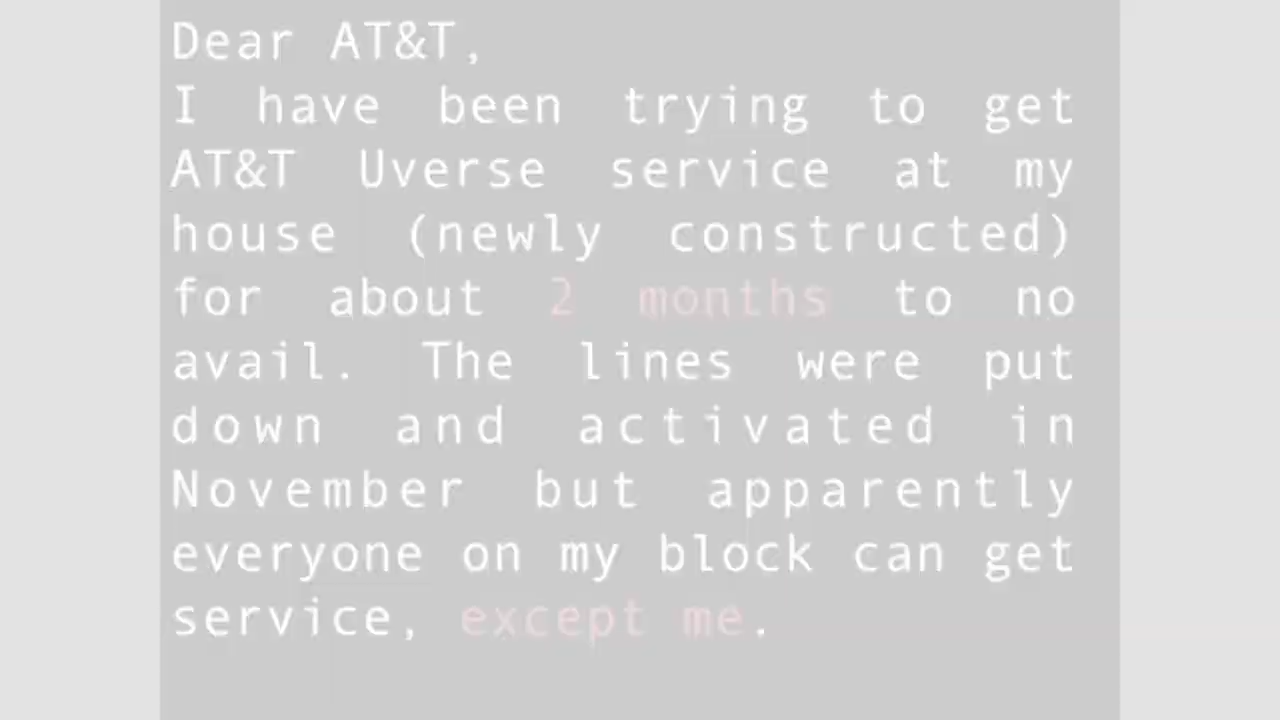 Dear AT&T,
I have been trying to get
AT&T Uverse service at my
house (newly constructed)
for about 2 months to no
avail. The lines were put
down and activated in
November but apparently
everyone on my block can get
service, except me.